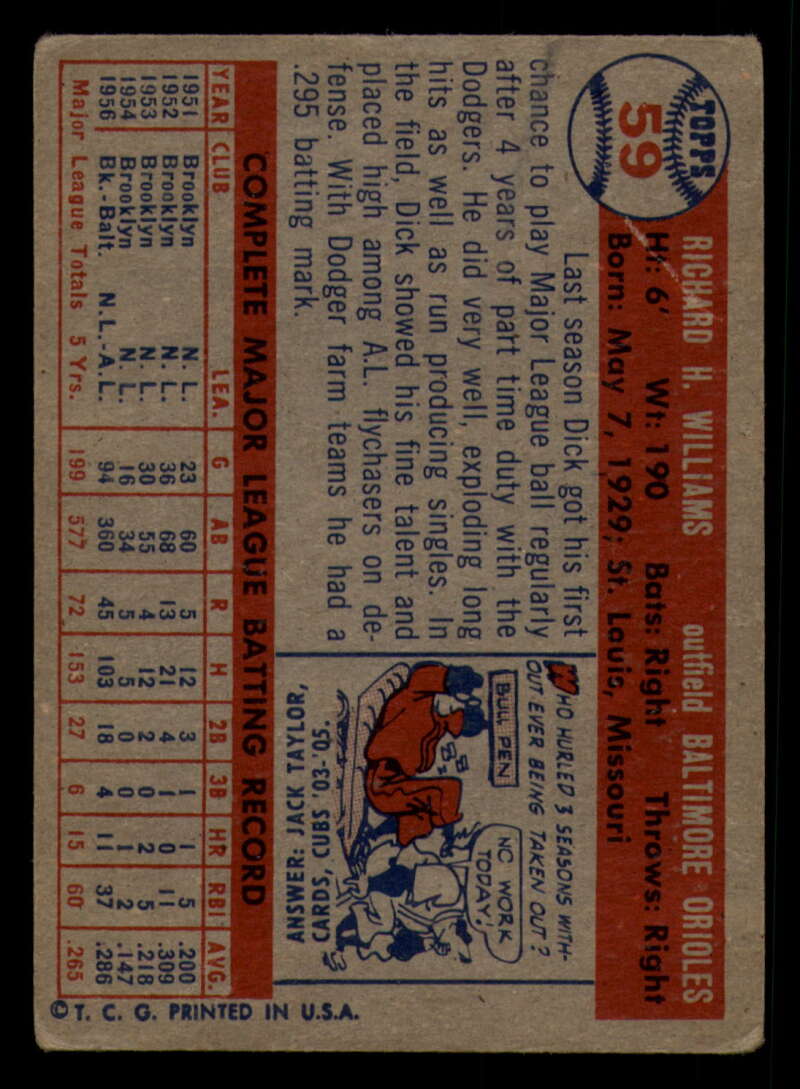 TOPPS
59
RICHARD H. WILLIAMS outfield BALTIMORE ORIOLES
Ht: 6' Wt: 190 Bats: Right Throws: Right
Born: May 7, 1929; St. Louis, Missouri
Last season Dick got his first
chance to play Major League ball regularly
after 4 years of part time duty with the
Dodgers. He did very well, exploding long
hits as well as run producing singles. In
the field, Dick showed his fine talent and
placed high among A.L. flychasers on de-
fense. With Dodger farm teams he had a
.295 batting mark.
WHO HURLED 3 SEASONS WITH-
OUT EVER BEING TAKEN OUT?
BULL PEN
NO WORK
TODAY,
ANSWER: JACK TAYLOR,
CARDS, CUBS '03-'05.
COMPLETE MAJOR LEAGUE BATTING RECORD
YEAR CLUB LEA. G AB R H 2B 3B HR RBI AVG.
1951 Brooklyn N. L. 23 60 5 12 3 1 1 5 .200
1952 Brooklyn N. L. 36 68 13 21 4 1 0 11 .309
1953 Brooklyn N. L. 30 55 4 12 2 0 2 5 .218
1954 Brooklyn N. L. 16 34 5 5 0 0 1 2 .147
1956 Bk.-Balt. N.L.-A.L. 94 360 45 103 18 4 11 37 .286
Major League Totals 5 Yrs. 199 577 72 153 27 6 15 60 .265
© T. C. G. PRINTED IN U.S.A.